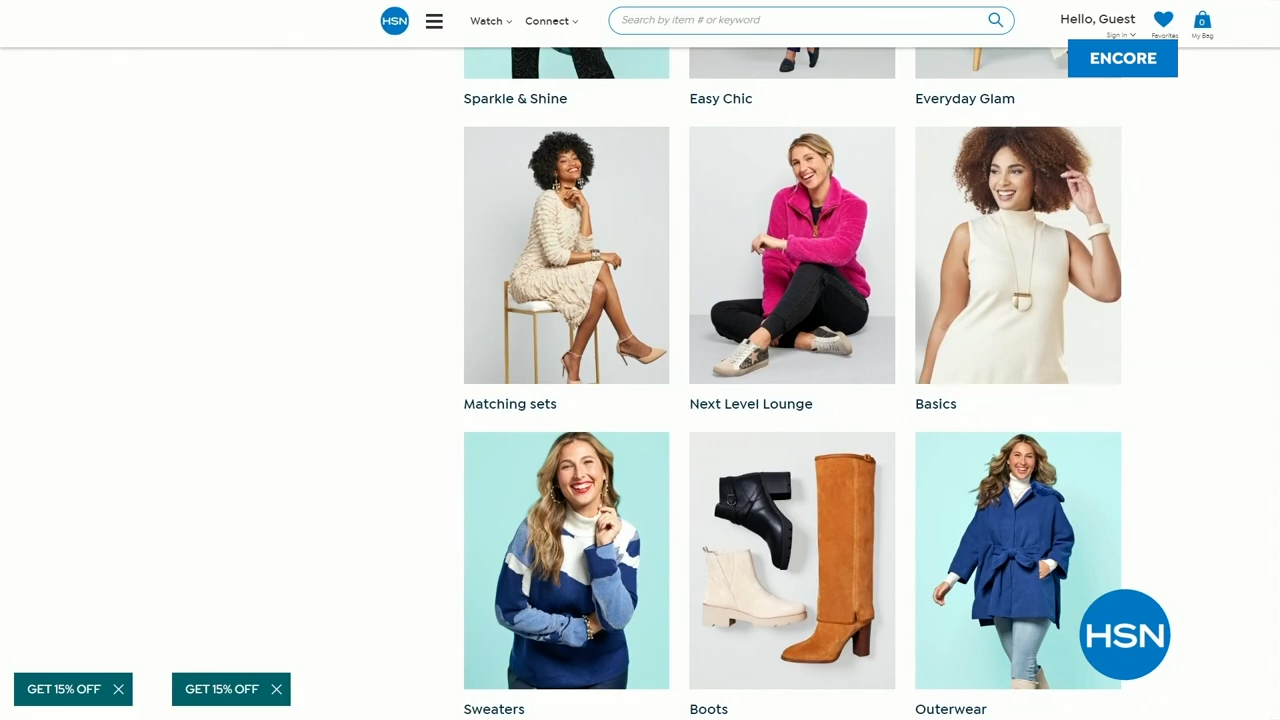 HSN
Watch
Connect
Search by item # or keyword
Hello, Guest
Sign In
Favorites
0
My Bag
ENCORE
Sparkle & Shine
Easy Chic
Everyday Glam
Matching sets
Next Level Lounge
Basics
HSN
GET 15% OFF
GET 15% OFF
Sweaters
Boots
Outerwear